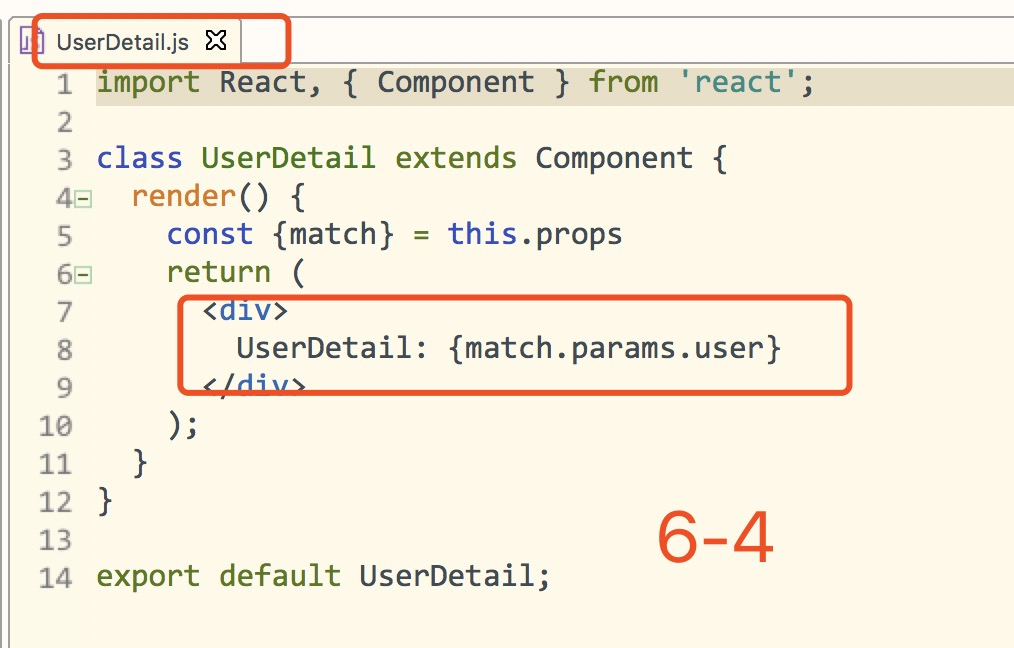 UserDetail.js
1 import React, { Component } from 'react';
2
3 class UserDetail extends Component {
4 render() {
5 const {match} = this.props
6 return (
7 <div>
8 UserDetail: {match.params.user}
9 </div>
10 );
11 }
12 }
13
14 export default UserDetail;
6-4